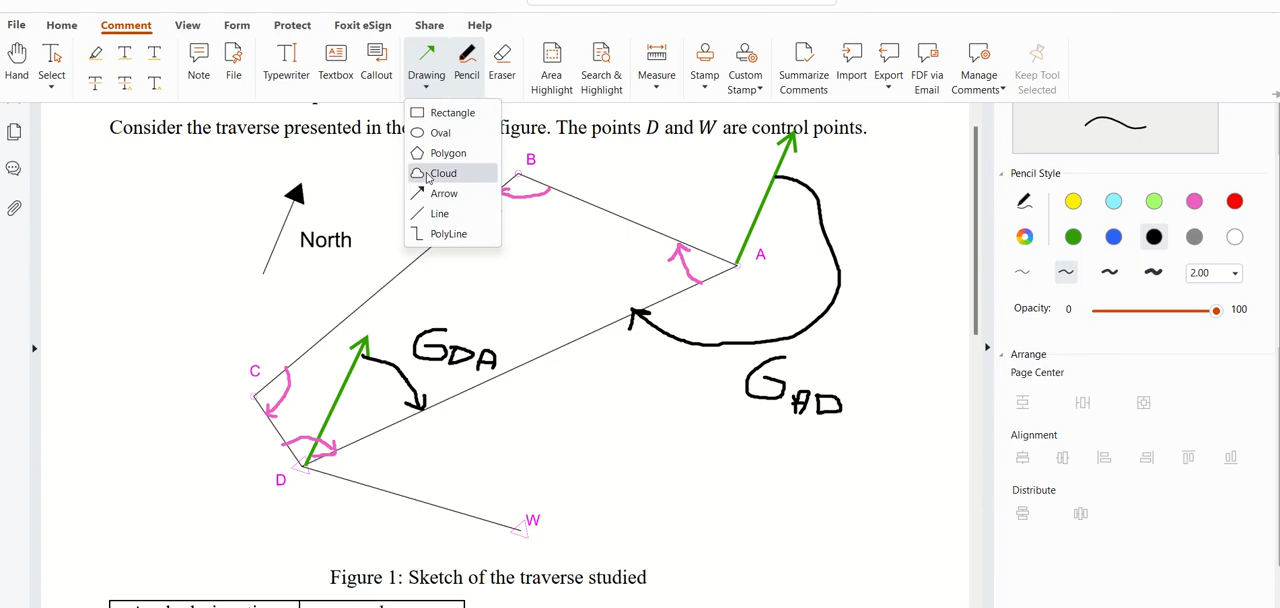 File Home Comment View Form Protect Foxit eSign Share Help
Hand Select Note File Typewriter Textbox Callout Drawing Pencil Eraser Area Highlight Search & Highlight Measure Stamp Custom Stamp Summarize Comments Import Export FDF via Email Manage Comments Keep Tool Selected
Rectangle
Oval
Polygon
Cloud
Arrow
Line
PolyLine
Consider the traverse presented in the figure. The points D and W are control points.
B
North
A
G DA
C
G AD
D
W
Figure 1: Sketch of the traverse studied
Pencil Style
2.00
Opacity: 0 100
Arrange
Page Center
Alignment
Distribute